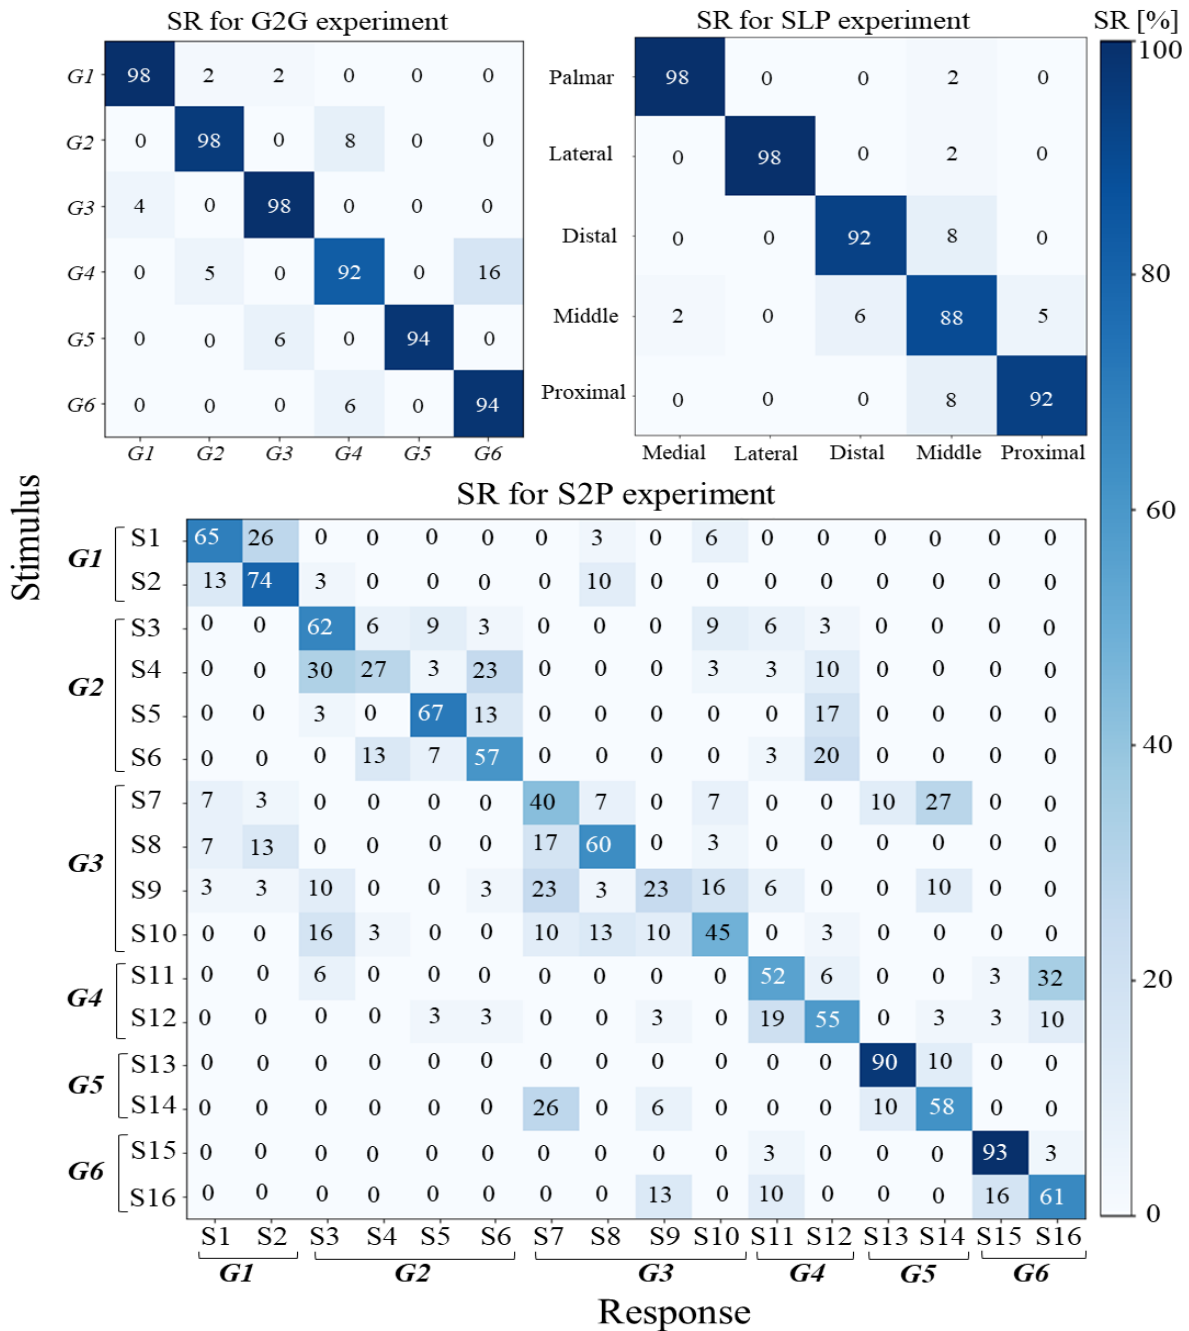 SR for G2G experiment
G1 98 2 2 0 0 0
G2 0 98 0 8 0 0
G3 4 0 98 0 0 0
G4 0 5 0 92 0 16
G5 0 0 6 0 94 0
G6 0 0 0 6 0 94
G1 G2 G3 G4 G5 G6
SR for SLP experiment
Palmar 98 0 0 2 0
Lateral 0 98 0 2 0
Distal 0 0 92 8 0
Middle 2 0 6 88 5
Proximal 0 0 0 8 92
Medial Lateral Distal Middle Proximal
SR [%]
100
80
60
40
20
0
Stimulus
SR for S2P experiment
G1
S1 65 26 0 0 0 0 0 3 0 6 0 0 0 0 0 0
S2 13 74 3 0 0 0 0 10 0 0 0 0 0 0 0 0
G2
S3 0 0 62 6 9 3 0 0 0 9 6 3 0 0 0 0
S4 0 0 30 27 3 23 0 0 0 3 3 10 0 0 0 0
S5 0 0 3 0 67 13 0 0 0 0 0 17 0 0 0 0
S6 0 0 0 13 7 57 0 0 0 0 3 20 0 0 0 0
G3
S7 7 3 0 0 0 0 40 7 0 7 0 0 10 27 0 0
S8 7 13 0 0 0 0 17 60 0 3 0 0 0 0 0 0
S9 3 3 10 0 0 3 23 3 23 16 6 0 0 10 0 0
S10 0 0 16 3 0 0 10 13 10 45 0 3 0 0 0 0
G4
S11 0 0 6 0 0 0 0 0 0 0 52 6 0 0 3 32
S12 0 0 0 0 3 3 0 0 3 0 19 55 0 3 3 10
G5
S13 0 0 0 0 0 0 0 0 0 0 0 0 90 10 0 0
S14 0 0 0 0 0 0 26 0 6 0 0 0 10 58 0 0
G6
S15 0 0 0 0 0 0 0 0 0 0 3 0 0 0 93 3
S16 0 0 0 0 0 0 0 0 13 0 10 0 0 0 16 61
S1 S2 S3 S4 S5 S6 S7 S8 S9 S10 S11 S12 S13 S14 S15 S16
G1 G2 G3 G4 G5 G6
Response